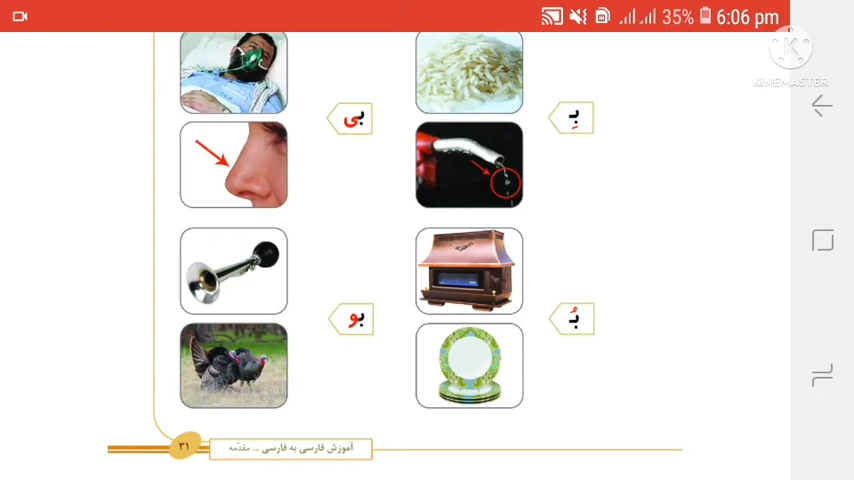 35% 6:06 pm
K
KINEMASTER
بِ
بی
بُ
بو
آموزش فارسی به فارسی ... مقدّمه
۳۱